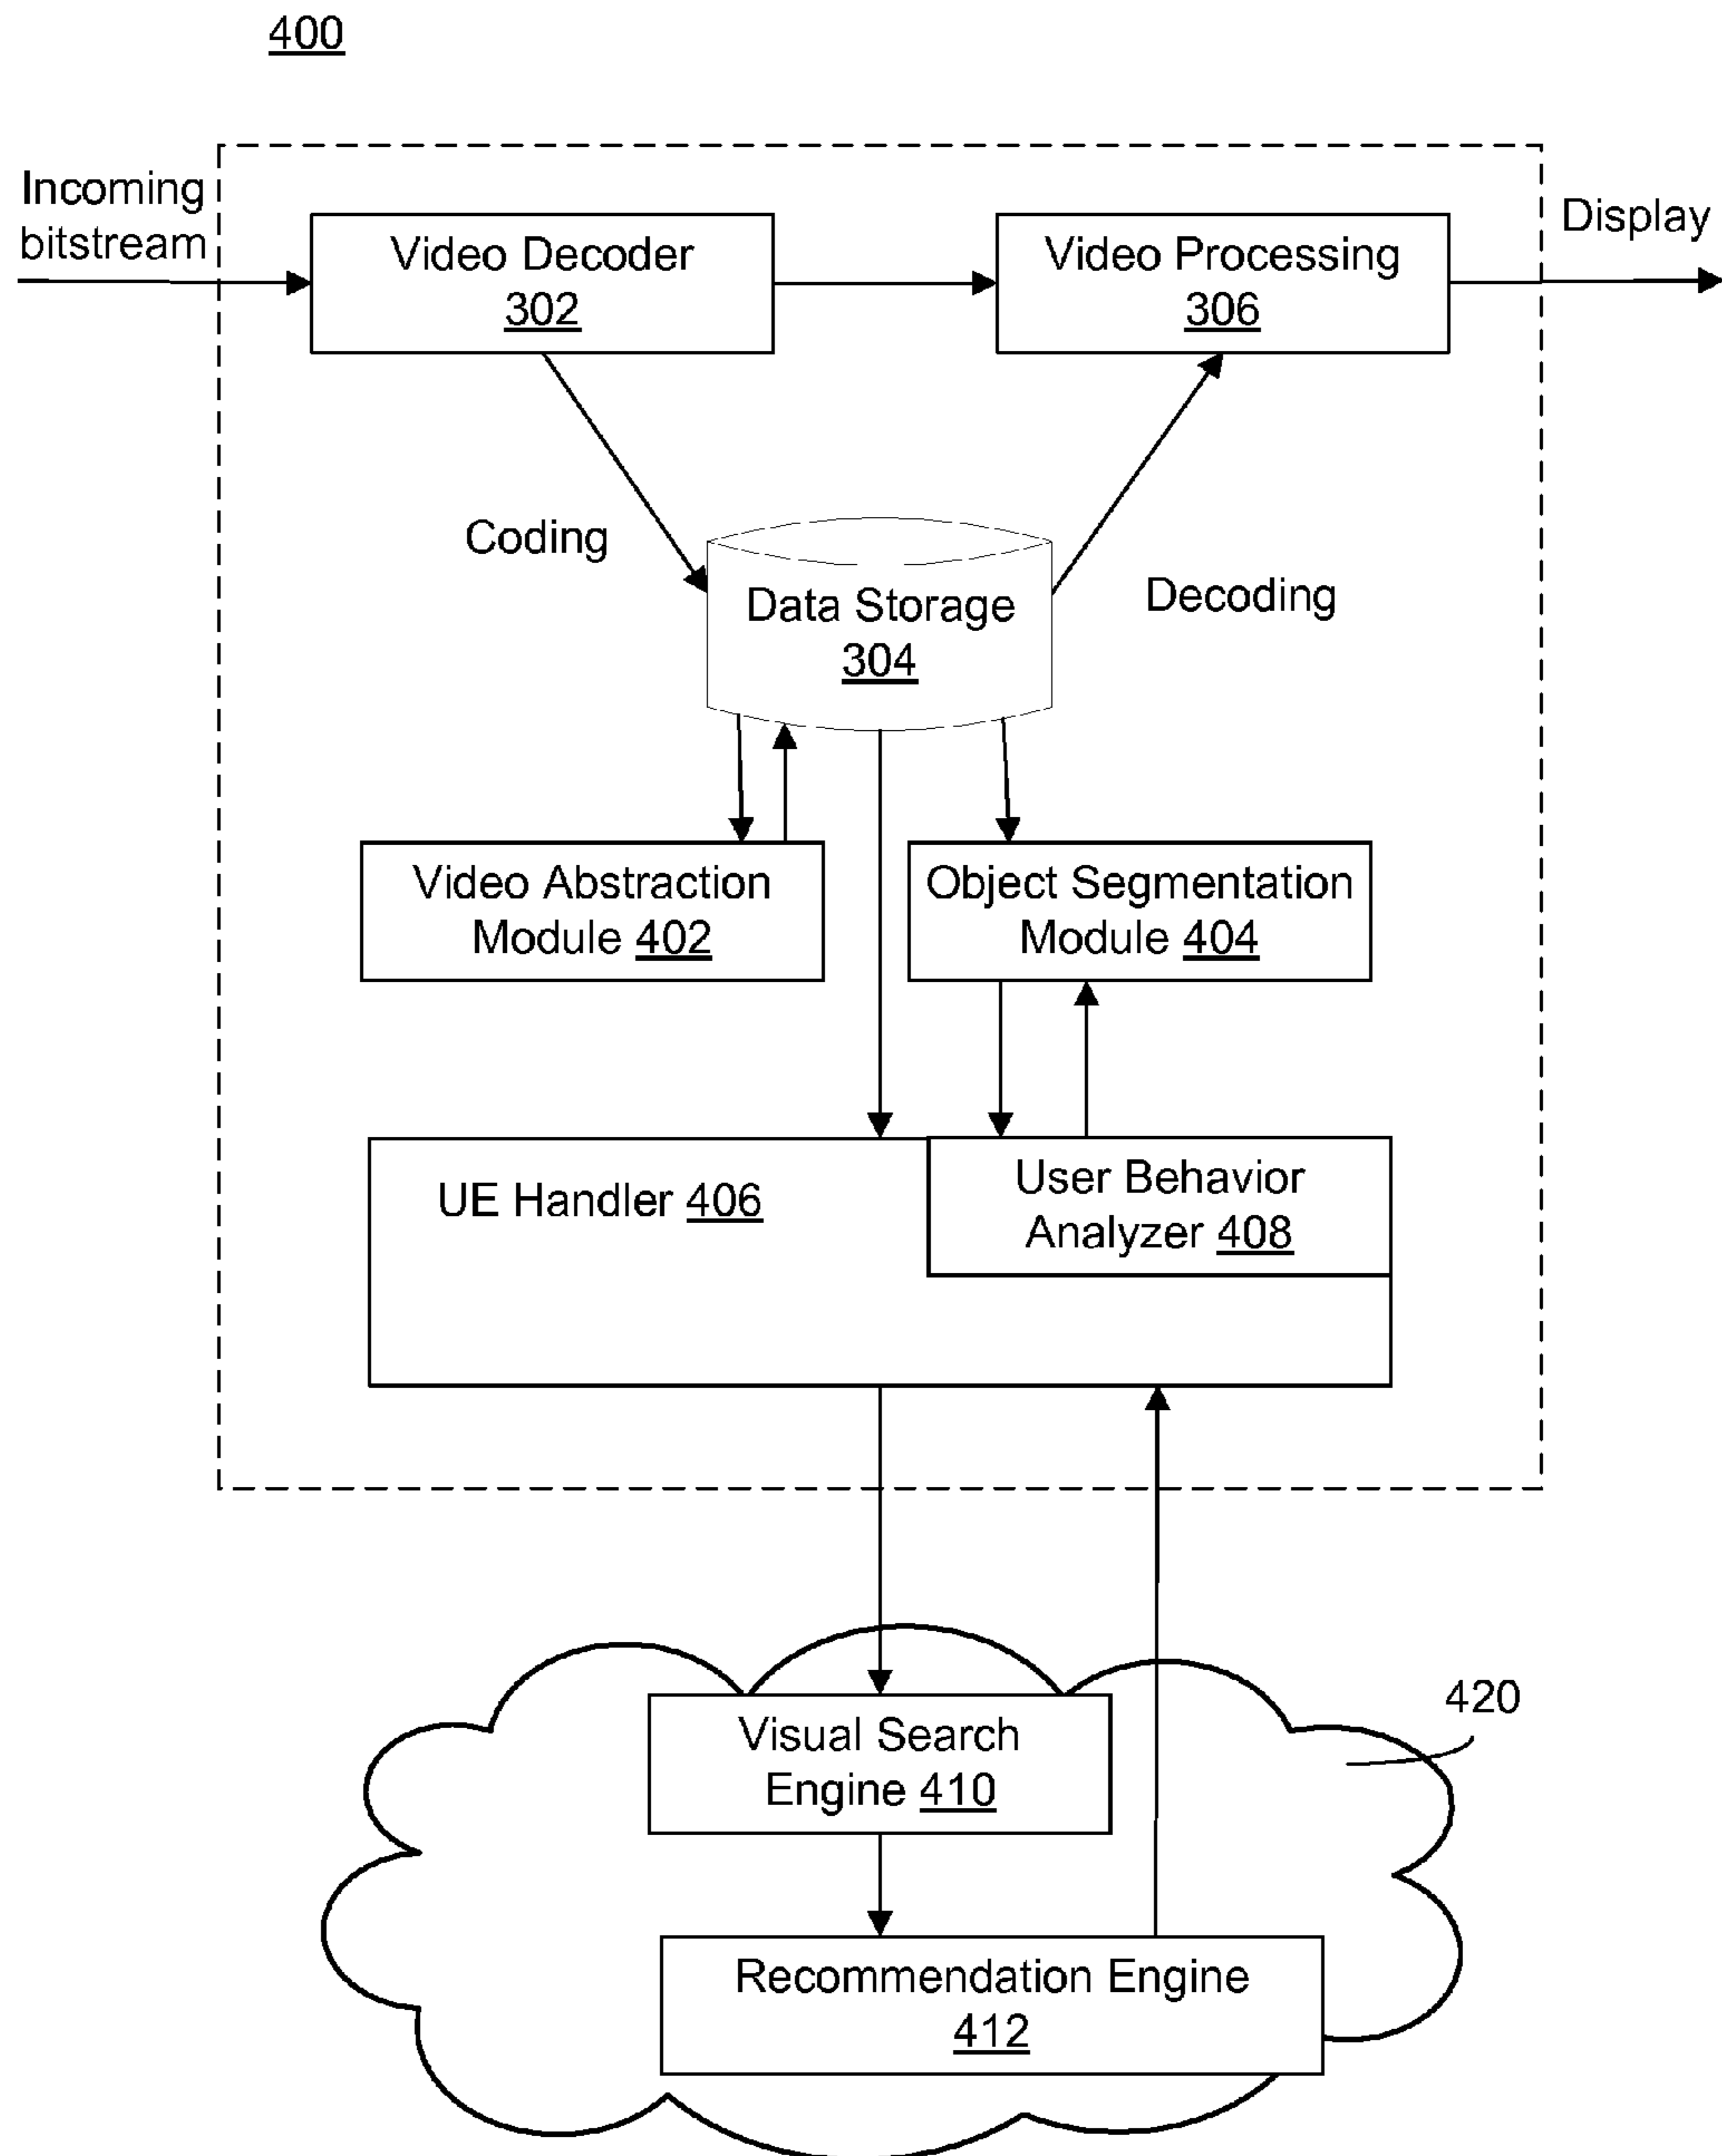 400
Incoming
bitstream
Video Decoder
302
Video Processing
306
Display
Coding
Data Storage
304
Decoding
Video Abstraction
Module 402
Object Segmentation
Module 404
UE Handler 406
User Behavior
Analyzer 408
420
Visual Search
Engine 410
Recommendation Engine
412